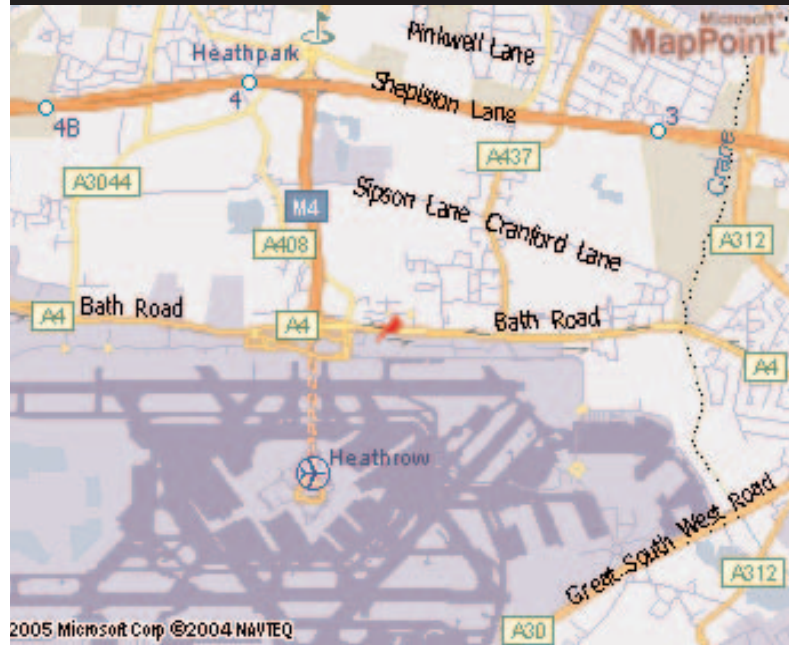 Microsoft®
MapPoint®
Pinkwell Lane
Heathpark
4
Shepiston Lane
4B
3
A437
Crane
A3044
M4
Sipson Lane
Cranford Lane
A408
A312
A4
Bath Road
A4
Bath Road
A4
Heathrow
Great South West Road
A312
A30
2005 Microsoft Corp ©2004 NAVTEQ